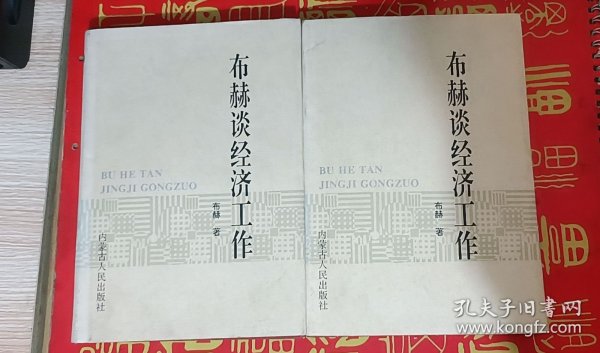 布赫谈经济工作
BU HE TAN
JINGJI GONGZUO
布赫 著
内蒙古人民出版社
布赫谈经济工作
BU HE TAN
JINGJI GONGZUO
布赫 著
内蒙古人民出版社
孔夫子旧书网
www.kongfz.com